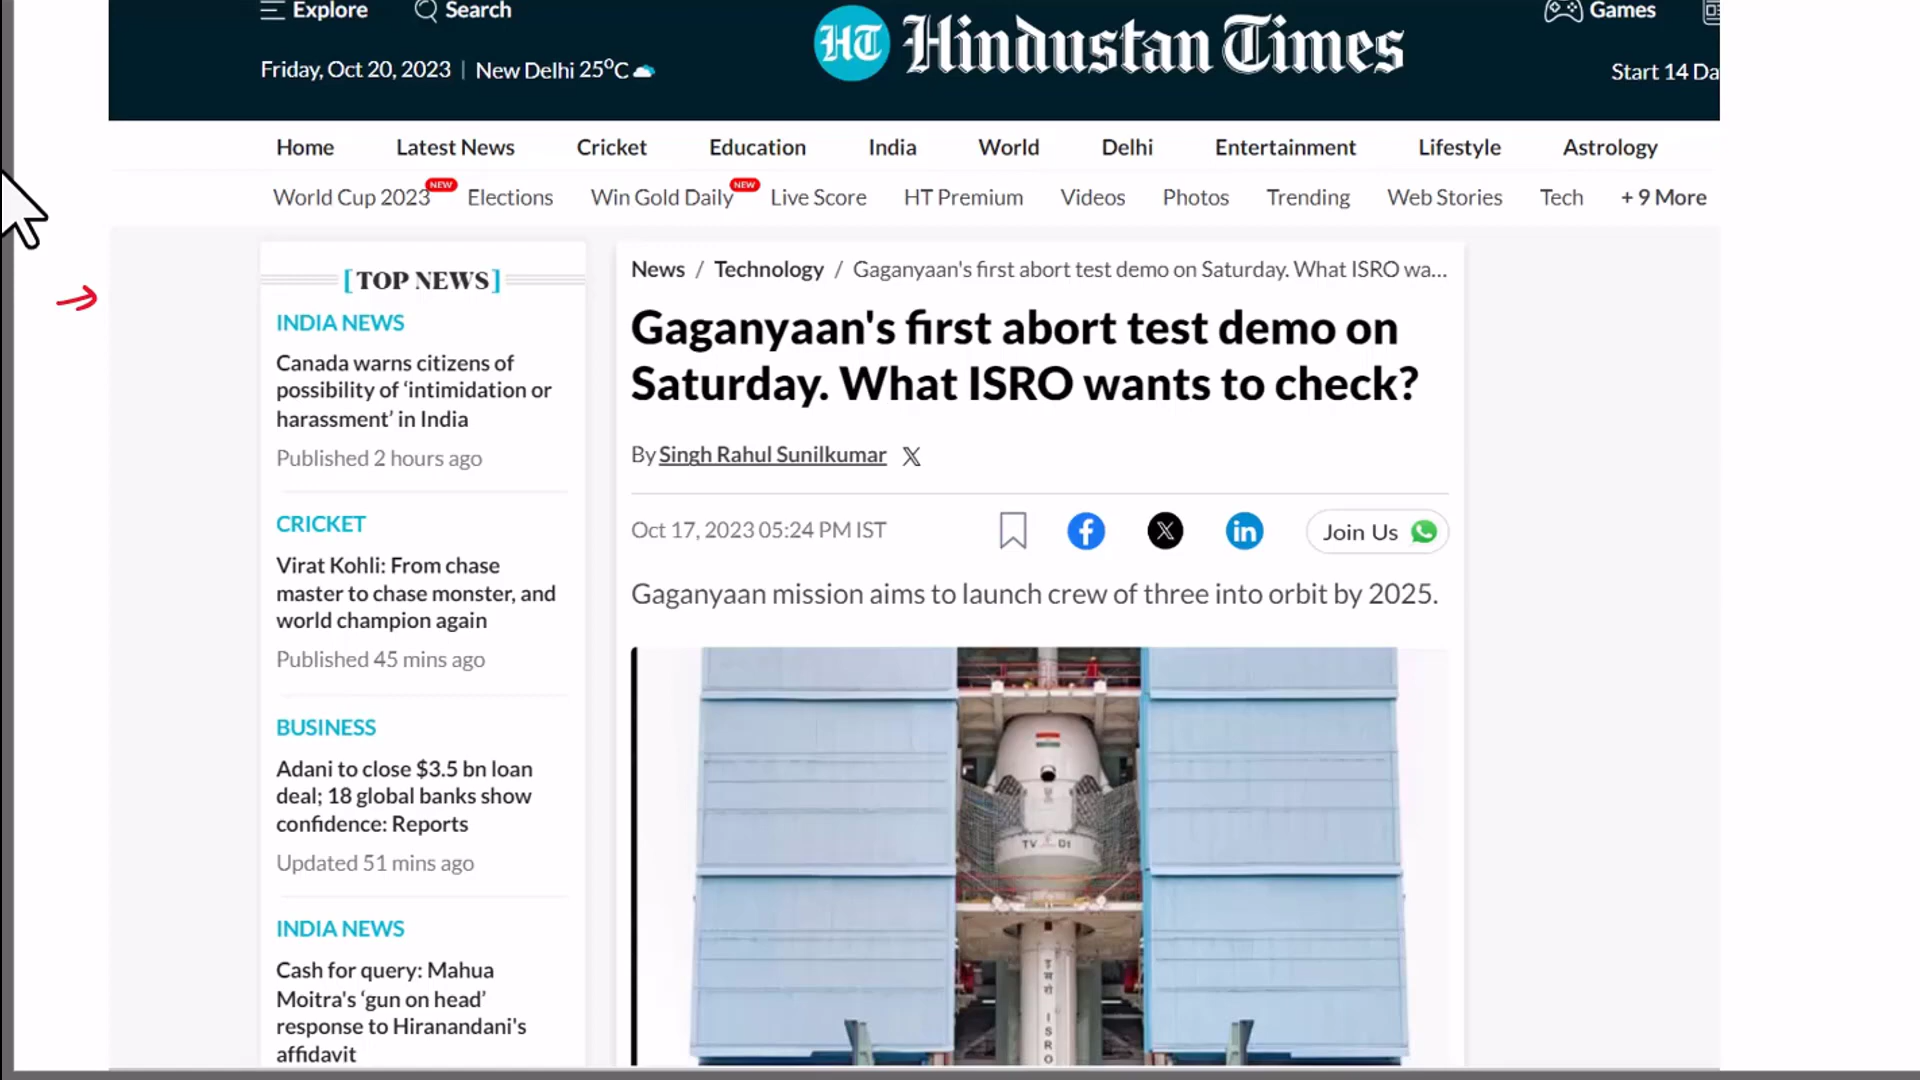 Explore
Search
HT Hindustan Times
Games
Friday, Oct 20, 2023 | New Delhi 25°C
Start 14 Da
Home Latest News Cricket Education India World Delhi Entertainment Lifestyle Astrology
World Cup 2023 NEW Elections Win Gold Daily NEW Live Score HT Premium Videos Photos Trending Web Stories Tech + 9 More
[TOP NEWS]
INDIA NEWS
Canada warns citizens of
possibility of ‘intimidation or
harassment’ in India
Published 2 hours ago
CRICKET
Virat Kohli: From chase
master to chase monster, and
world champion again
Published 45 mins ago
BUSINESS
Adani to close $3.5 bn loan
deal; 18 global banks show
confidence: Reports
Updated 51 mins ago
INDIA NEWS
Cash for query: Mahua
Moitra's ‘gun on head’
response to Hiranandani's
affidavit
News / Technology / Gaganyaan's first abort test demo on Saturday. What ISRO wa...
Gaganyaan's first abort test demo on
Saturday. What ISRO wants to check?
By Singh Rahul Sunilkumar
Oct 17, 2023 05:24 PM IST
Join Us
Gaganyaan mission aims to launch crew of three into orbit by 2025.
TV D1
इसरो ISRO